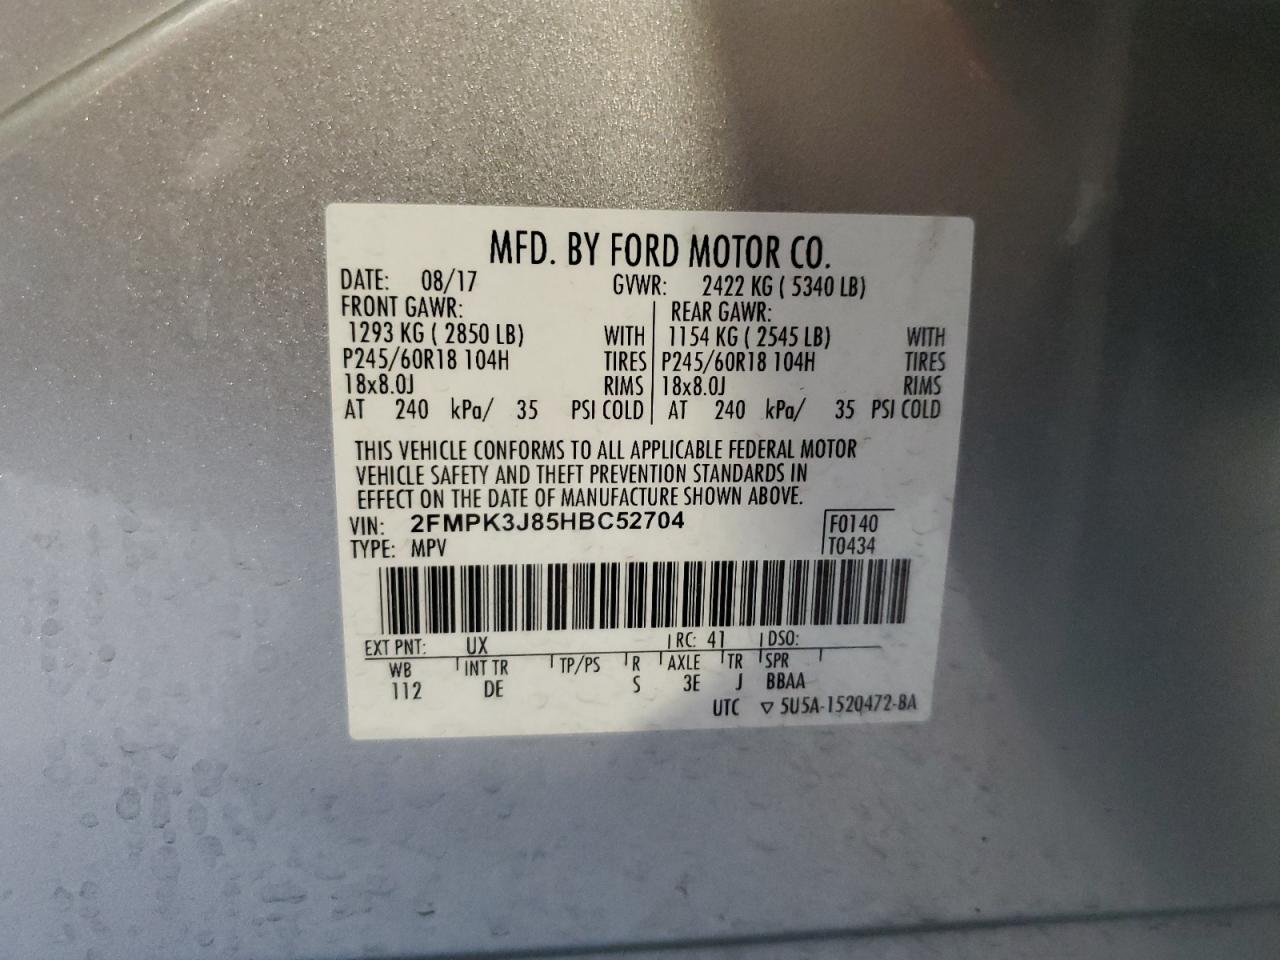 MFD. BY FORD MOTOR CO.
DATE: 08/17 GVWR: 2422 KG ( 5340 LB)
FRONT GAWR: REAR GAWR:
1293 KG ( 2850 LB) WITH 1154 KG ( 2545 LB) WITH
P245/60R18 104H TIRES P245/60R18 104H TIRES
18x8.0J RIMS 18x8.0J RIMS
AT 240 kPa/ 35 PSI COLD AT 240 kPa/ 35 PSI COLD
THIS VEHICLE CONFORMS TO ALL APPLICABLE FEDERAL MOTOR
VEHICLE SAFETY AND THEFT PREVENTION STANDARDS IN
EFFECT ON THE DATE OF MANUFACTURE SHOWN ABOVE.
VIN: 2FMPK3J85HBC52704 F0140
TYPE: MPV T0434
EXT PNT: UX RC: 41 DSO:
WB INT TR TP/PS R AXLE TR SPR
112 DE S 3E J BBAA
UTC ▽ 5U5A-1520472-BA